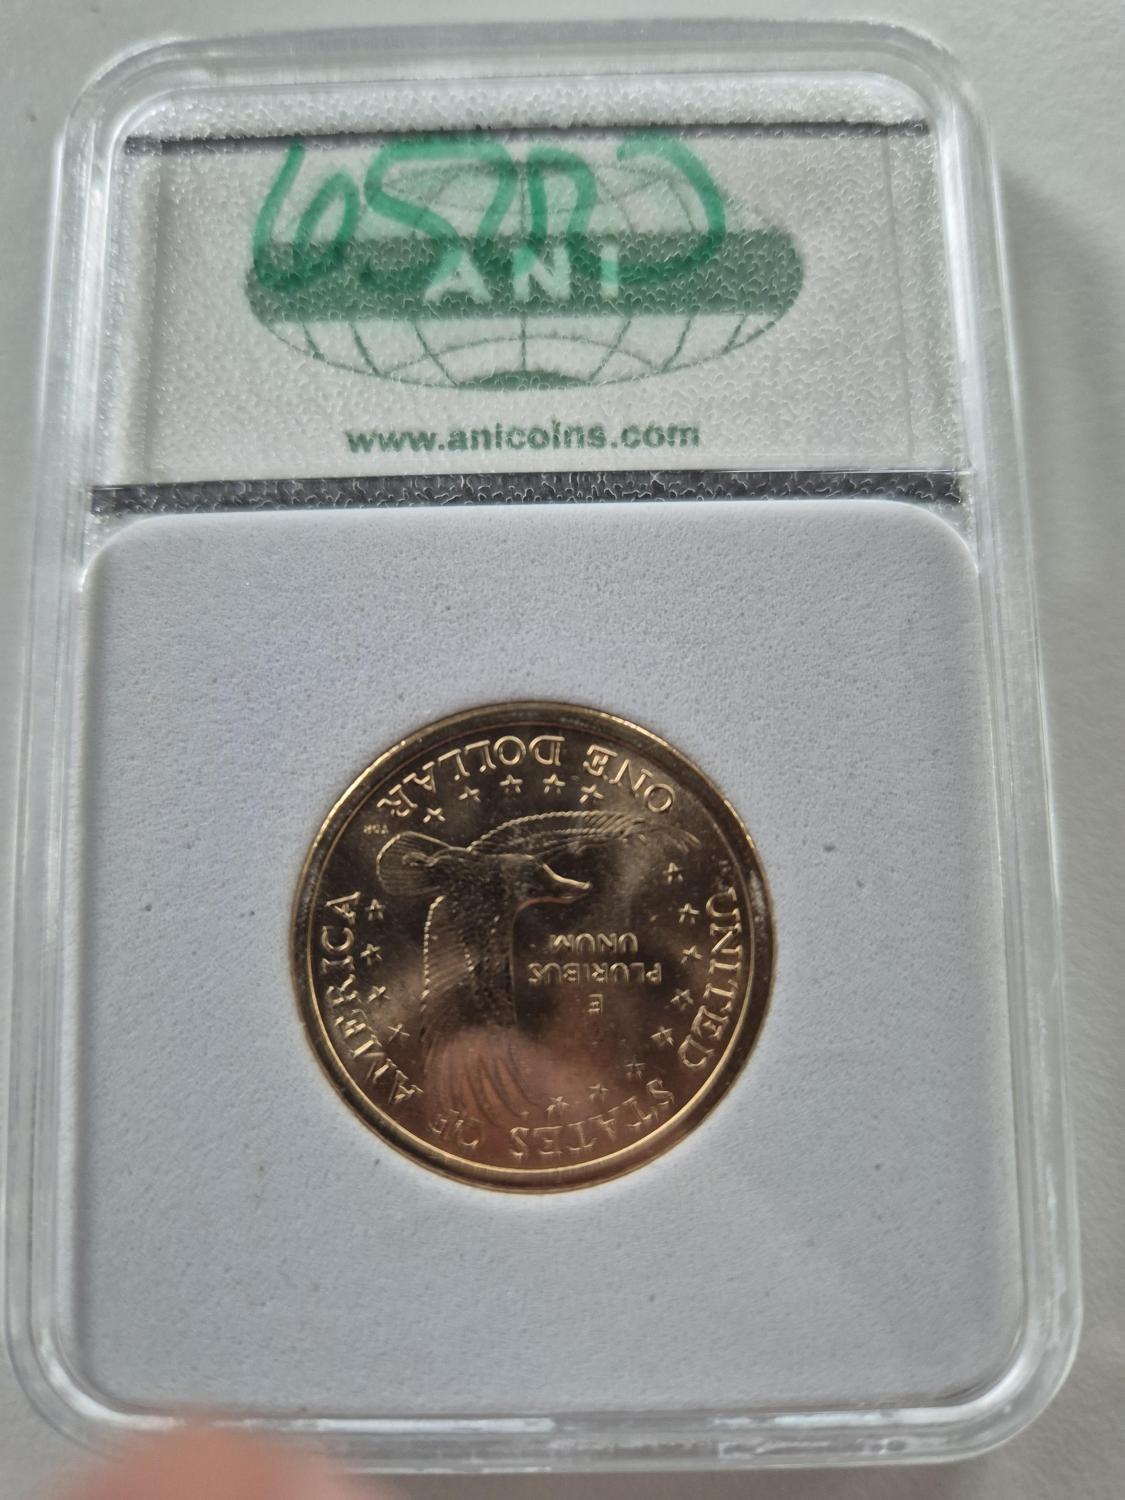 ANI
www.anicoins.com
UNITED STATES OF AMERICA
E
PLURIBUS
UNUM
ONE DOLLAR